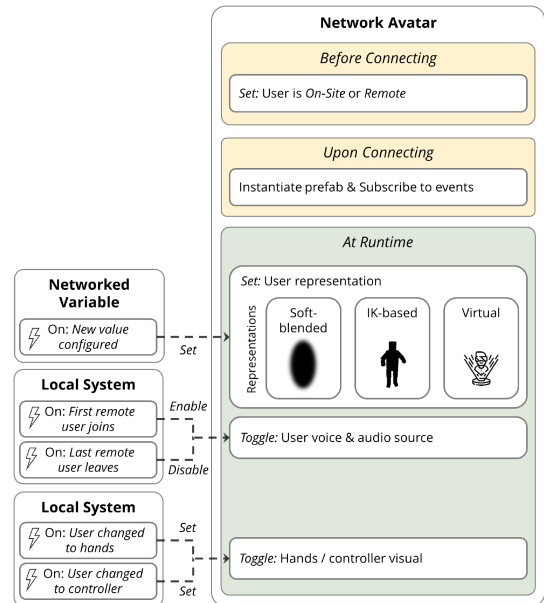 Network Avatar
Before Connecting
Set: User is On-Site or Remote
Upon Connecting
Instantiate prefab & Subscribe to events
At Runtime
Set: User representation
Representations
Soft-
blended
IK-based
Virtual
Networked
Variable
On: New value
configured
Set
Local System
On: First remote
user joins
On: Last remote
user leaves
Enable
Disable
Toggle: User voice & audio source
Local System
On: User changed
to hands
On: User changed
to controller
Set
Set
Toggle: Hands / controller visual